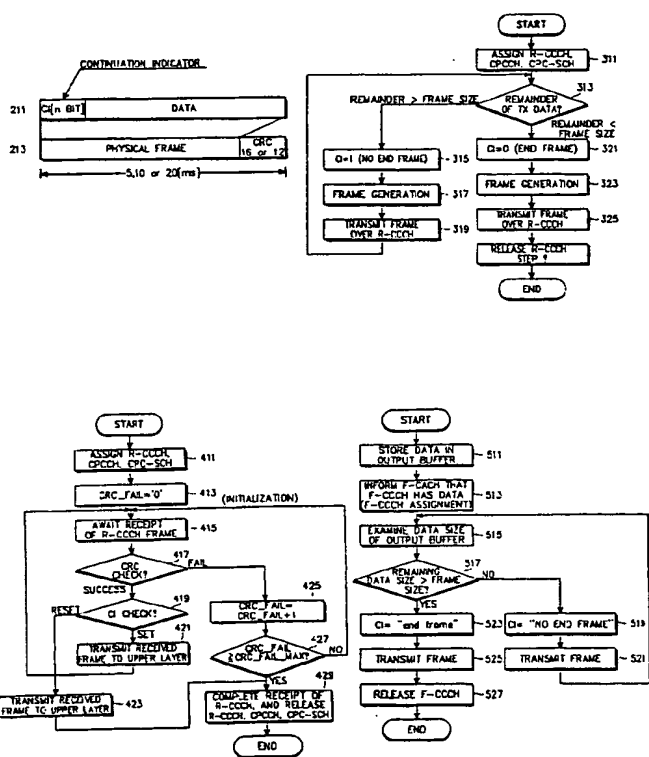 CONTINUATION INDICATOR
211
CI[n BIT]
DATA
213
PHYSICAL FRAME
CRC
16 or 12
5,10 or 20[ms]
START
ASSIGN R-CCCH,
CPCCH, CPC-SCH
311
313
REMAINDER
OF TX DATA?
REMAINDER > FRAME SIZE
REMAINDER <
FRAME SIZE
CI=1 (NO END FRAME)
315
FRAME GENERATION
317
TRANSMIT FRAME
OVER R-CCCH
319
CI=0 (END FRAME)
321
FRAME GENERATION
323
TRANSMIT FRAME
OVER R-CCCH
325
RELEASE R-CCCH
STEP ?
END
START
ASSIGN R-CCCH,
CPCCH, CPC-SCH
411
CRC_FAIL='0'
413
(INITIALIZATION)
AWAIT RECEIPT
OF R-CCCH FRAME
415
417
CRC
CHECK?
FAIL
SUCCESS
419
CI CHECK?
RESET
SET
421
TRANSMIT RECEIVED
FRAME TO UPPER LAYER
TRANSMIT RECEIVED
FRAME TO UPPER LAYER
423
425
CRC_FAIL=
CRC_FAIL+1
427
CRC_FAIL
≥CRC_FAIL_MAX?
NO
YES
429
COMPLETE RECEIPT OF
R-CCCH, AND RELEASE
R-CCCH, CPCCH, CPC-SCH
END
START
STORE DATA IN
OUTPUT BUFFER
511
INFORM F-CACH THAT
F-CCCH HAS DATA
(F-CCCH ASSIGNMENT)
513
EXAMINE DATA SIZE
OF OUTPUT BUFFER
515
517
REMAINING
DATA SIZE > FRAME
SIZE?
NO
YES
CI= "end frame"
523
TRANSMIT FRAME
525
RELEASE F-CCCH
527
END
CI= "NO END FRAME"
519
TRANSMIT FRAME
521